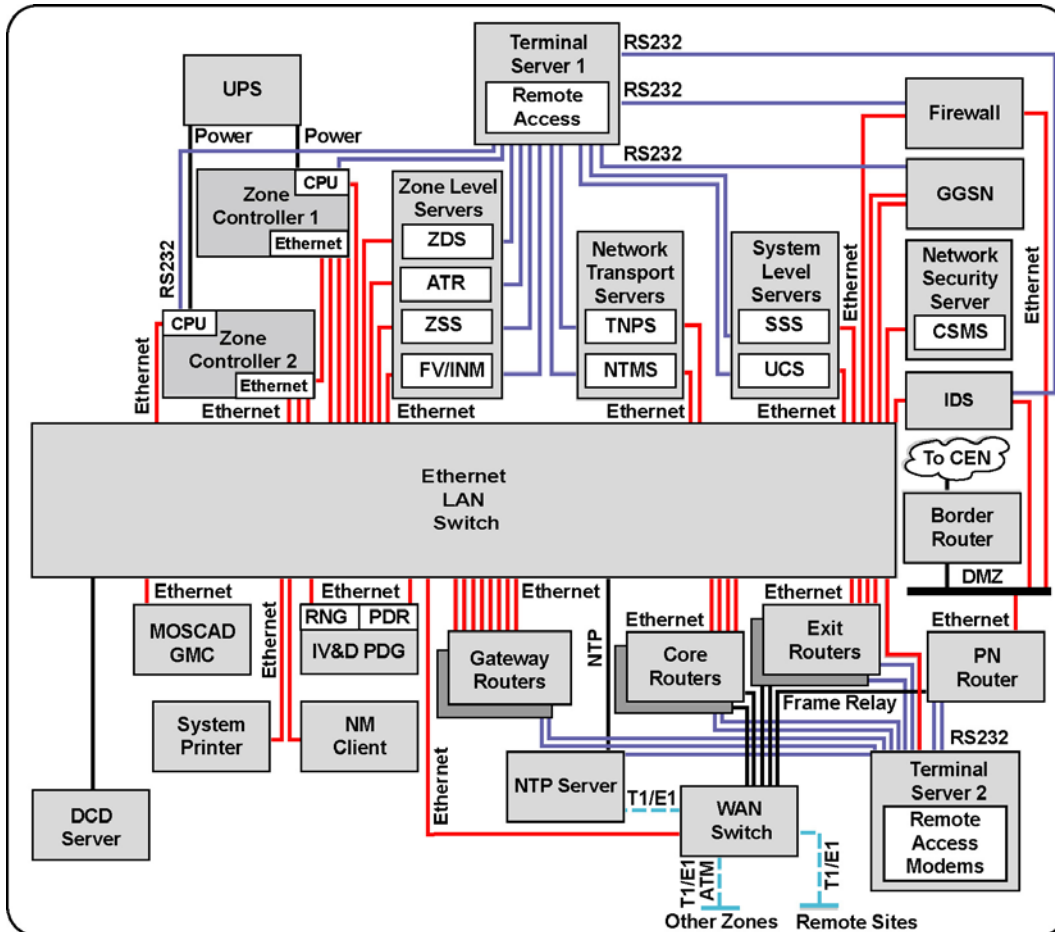 Terminal
Server 1
Remote
Access
RS232
RS232
RS232
UPS
Power
Power
Firewall
GGSN
CPU
Zone
Controller 1
Ethernet
Zone Level
Servers
ZDS
ATR
ZSS
FV/INM
Network
Transport
Servers
TNPS
NTMS
System
Level
Servers
SSS
UCS
Ethernet
Network
Security
Server
CSMS
Ethernet
RS232
CPU
Zone
Controller 2
Ethernet
Ethernet
Ethernet
Ethernet
Ethernet
Ethernet
IDS
To CEN
Border
Router
DMZ
Ethernet
LAN
Switch
Ethernet
MOSCAD
GMC
Ethernet
Ethernet
RNG
PDR
IV&D PDG
Ethernet
Gateway
Routers
NTP
Ethernet
Core
Routers
Ethernet
Exit
Routers
Ethernet
PN
Router
Frame Relay
System
Printer
NM
Client
Ethernet
RS232
DCD
Server
NTP Server
T1/E1
WAN
Switch
Terminal
Server 2
Remote
Access
Modems
T1/E1
ATM
T1/E1
Other Zones
Remote Sites